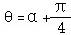 θ = α + π/4